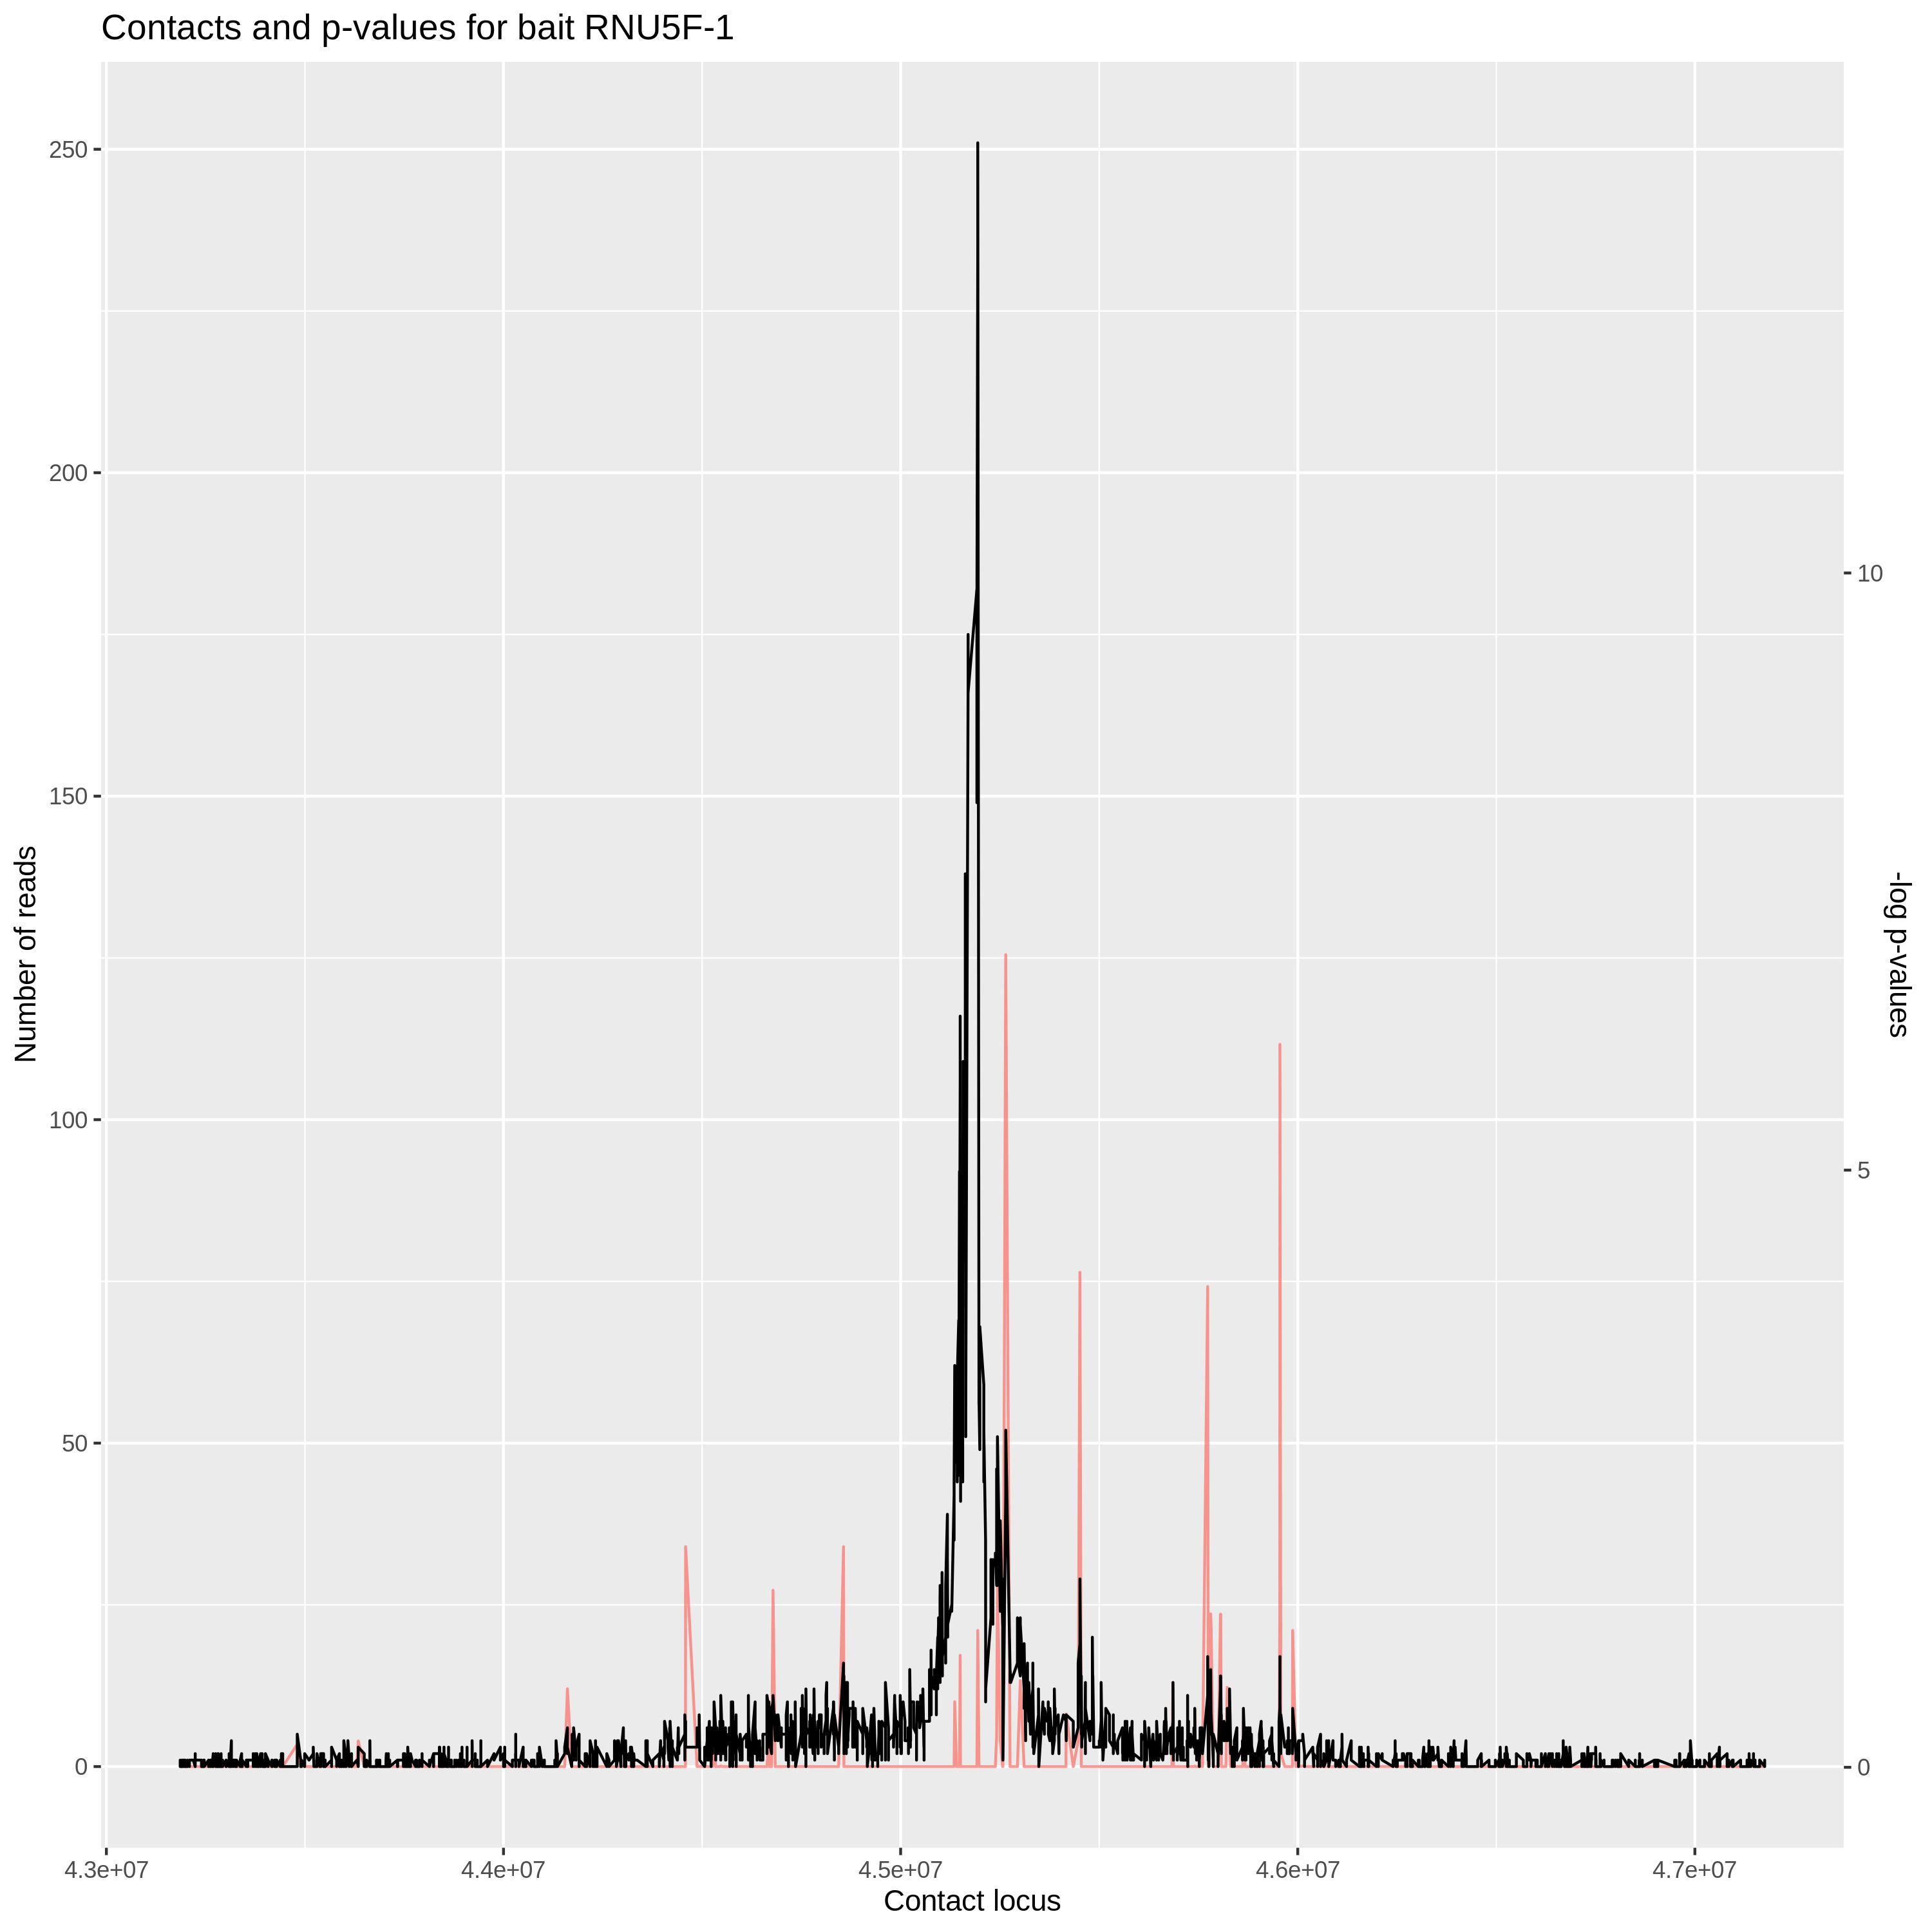 Contacts and p-values for bait RNU5F-1
250
200
150
100
50
0
Number of reads
10
5
0
-log p-values
4.3e+07
4.4e+07
4.5e+07
4.6e+07
4.7e+07
Contact locus